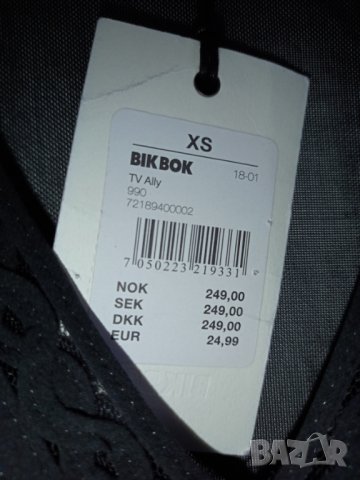 XS
BIKBOK 18-01
TV Ally
990
72189400002
7 050223 219331
NOK 249,00
SEK 249,00
DKK 249,00
EUR 24,99
BAZAR